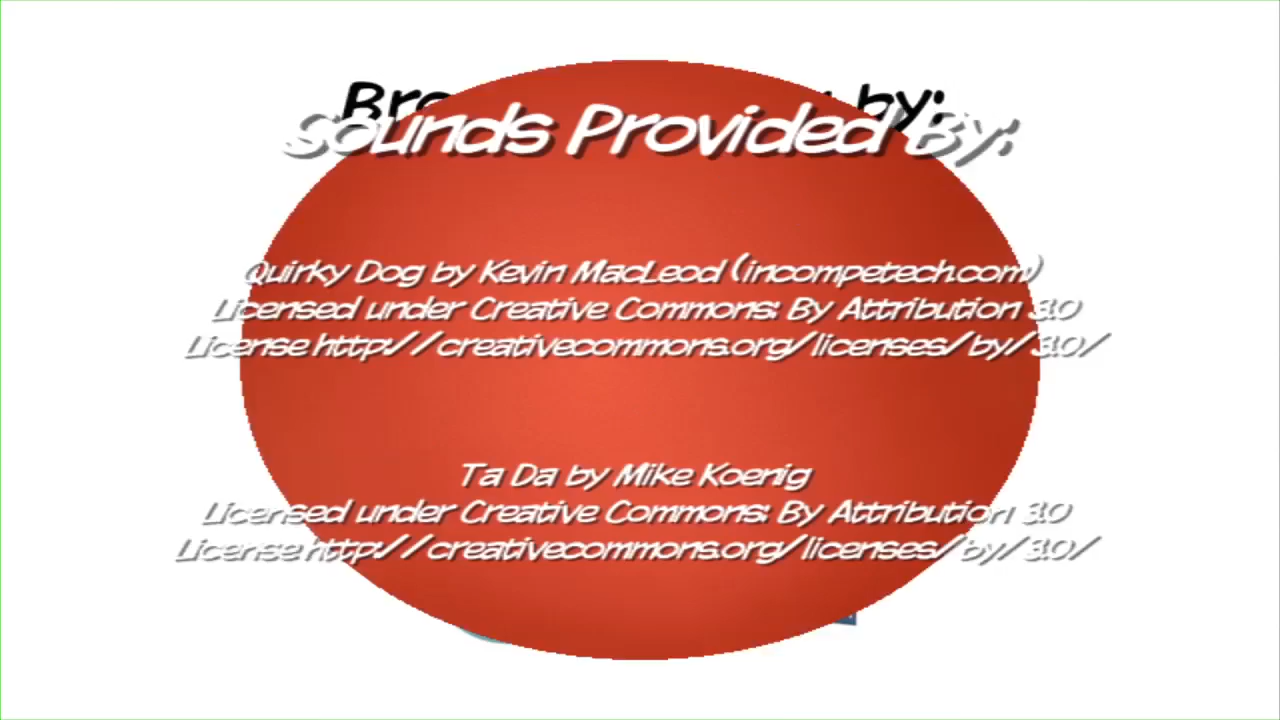 Bro by:
Sounds Provided By:
Quirky Dog by Kevin MacLeod (incompetech.com)
Licensed under Creative Commons: By Attribution 3.0
License http://creativecommons.org/licenses/by/3.0/
Ta Da by Mike Koenig
Licensed under Creative Commons: By Attribution 3.0
License http://creativecommons.org/licenses/by/3.0/